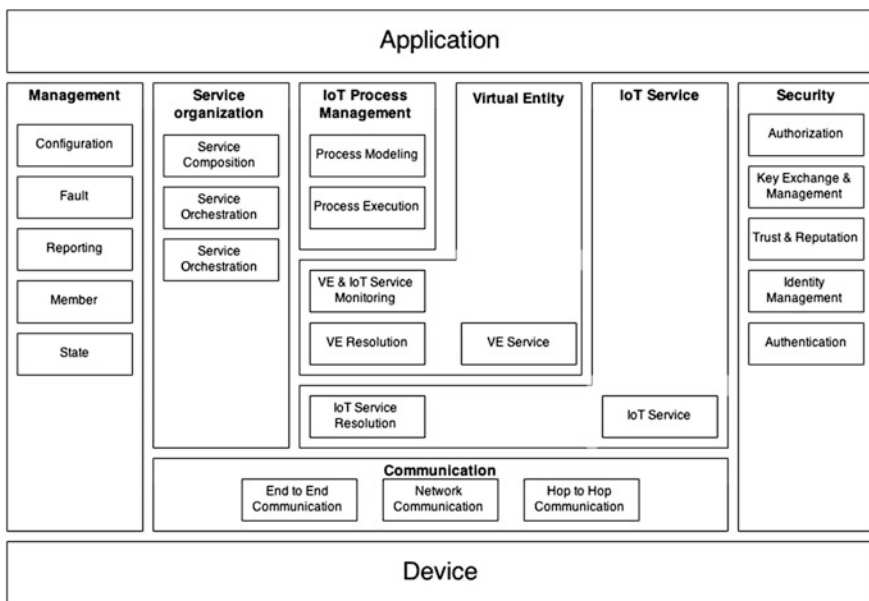 Application
Management
Configuration
Fault
Reporting
Member
State
Service
organization
Service
Composition
Service
Orchestration
Service
Orchestration
IoT Process
Management
Process Modeling
Process Execution
Virtual Entity
VE & IoT Service
Monitoring
VE Resolution
VE Service
IoT Service
IoT Service
Resolution
IoT Service
Security
Authorization
Key Exchange &
Management
Trust & Reputation
Identity
Management
Authentication
Communication
End to End
Communication
Network
Communication
Hop to Hop
Communication
Device